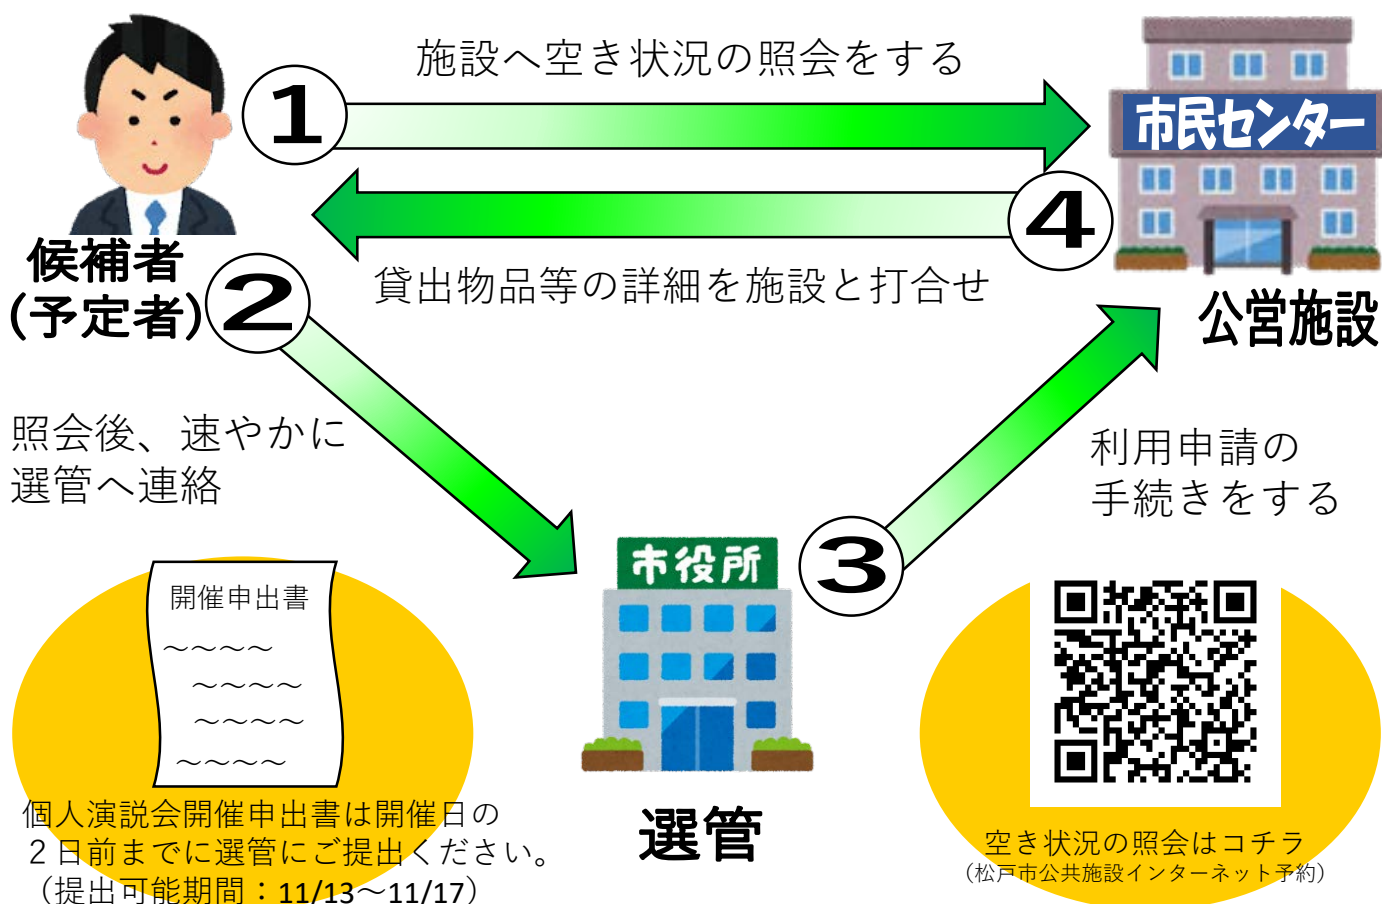 施設へ空き状況の照会をする
①
市民センター
④
候補者
(予定者)
②
貸出物品等の詳細を施設と打合せ
公営施設
照会後、速やかに
選管へ連絡
利用申請の
手続きをする
③
市役所
開催申出書
～～～～
～～～～
～～～～
～～～～
選管
個人演説会開催申出書は開催日の
２日前までに選管にご提出ください。
（提出可能期間：11/13～11/17）
空き状況の照会はコチラ
（松戸市公共施設インターネット予約）